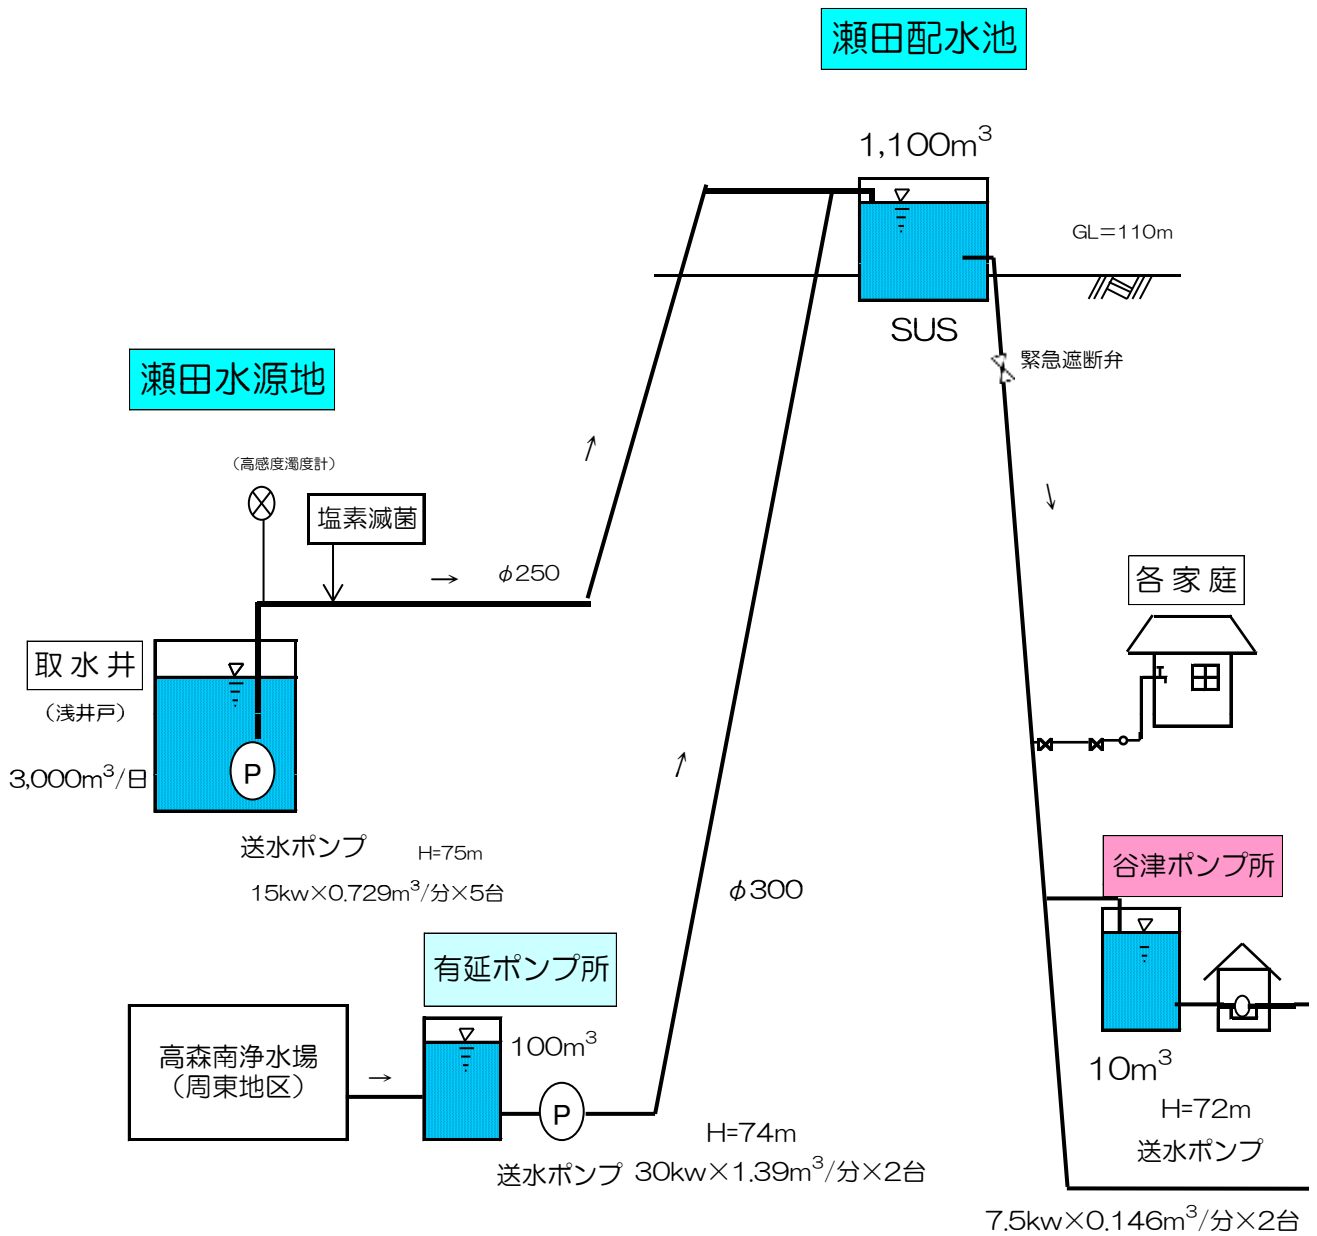 瀬田配水池
1,100m³
GL=110m
SUS
緊急遮断弁
瀬田水源地
（高感度濁度計）
塩素滅菌
φ250
各家庭
取水井
（浅井戸）
3,000m³/日
P
送水ポンプ H=75m
15kw×0.729m³/分×5台
φ300
谷津ポンプ所
有延ポンプ所
高森南浄水場
（周東地区）
100m³
P
10m³
H=72m
送水ポンプ
H=74m
送水ポンプ 30kw×1.39m³/分×2台
7.5kw×0.146m³/分×2台